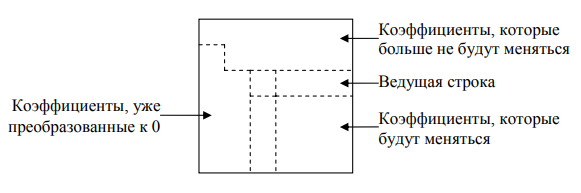 Коэффициенты, которые
больше не будут меняться
Ведущая строка
Коэффициенты, уже
преобразованные к 0
Коэффициенты, которые
будут меняться